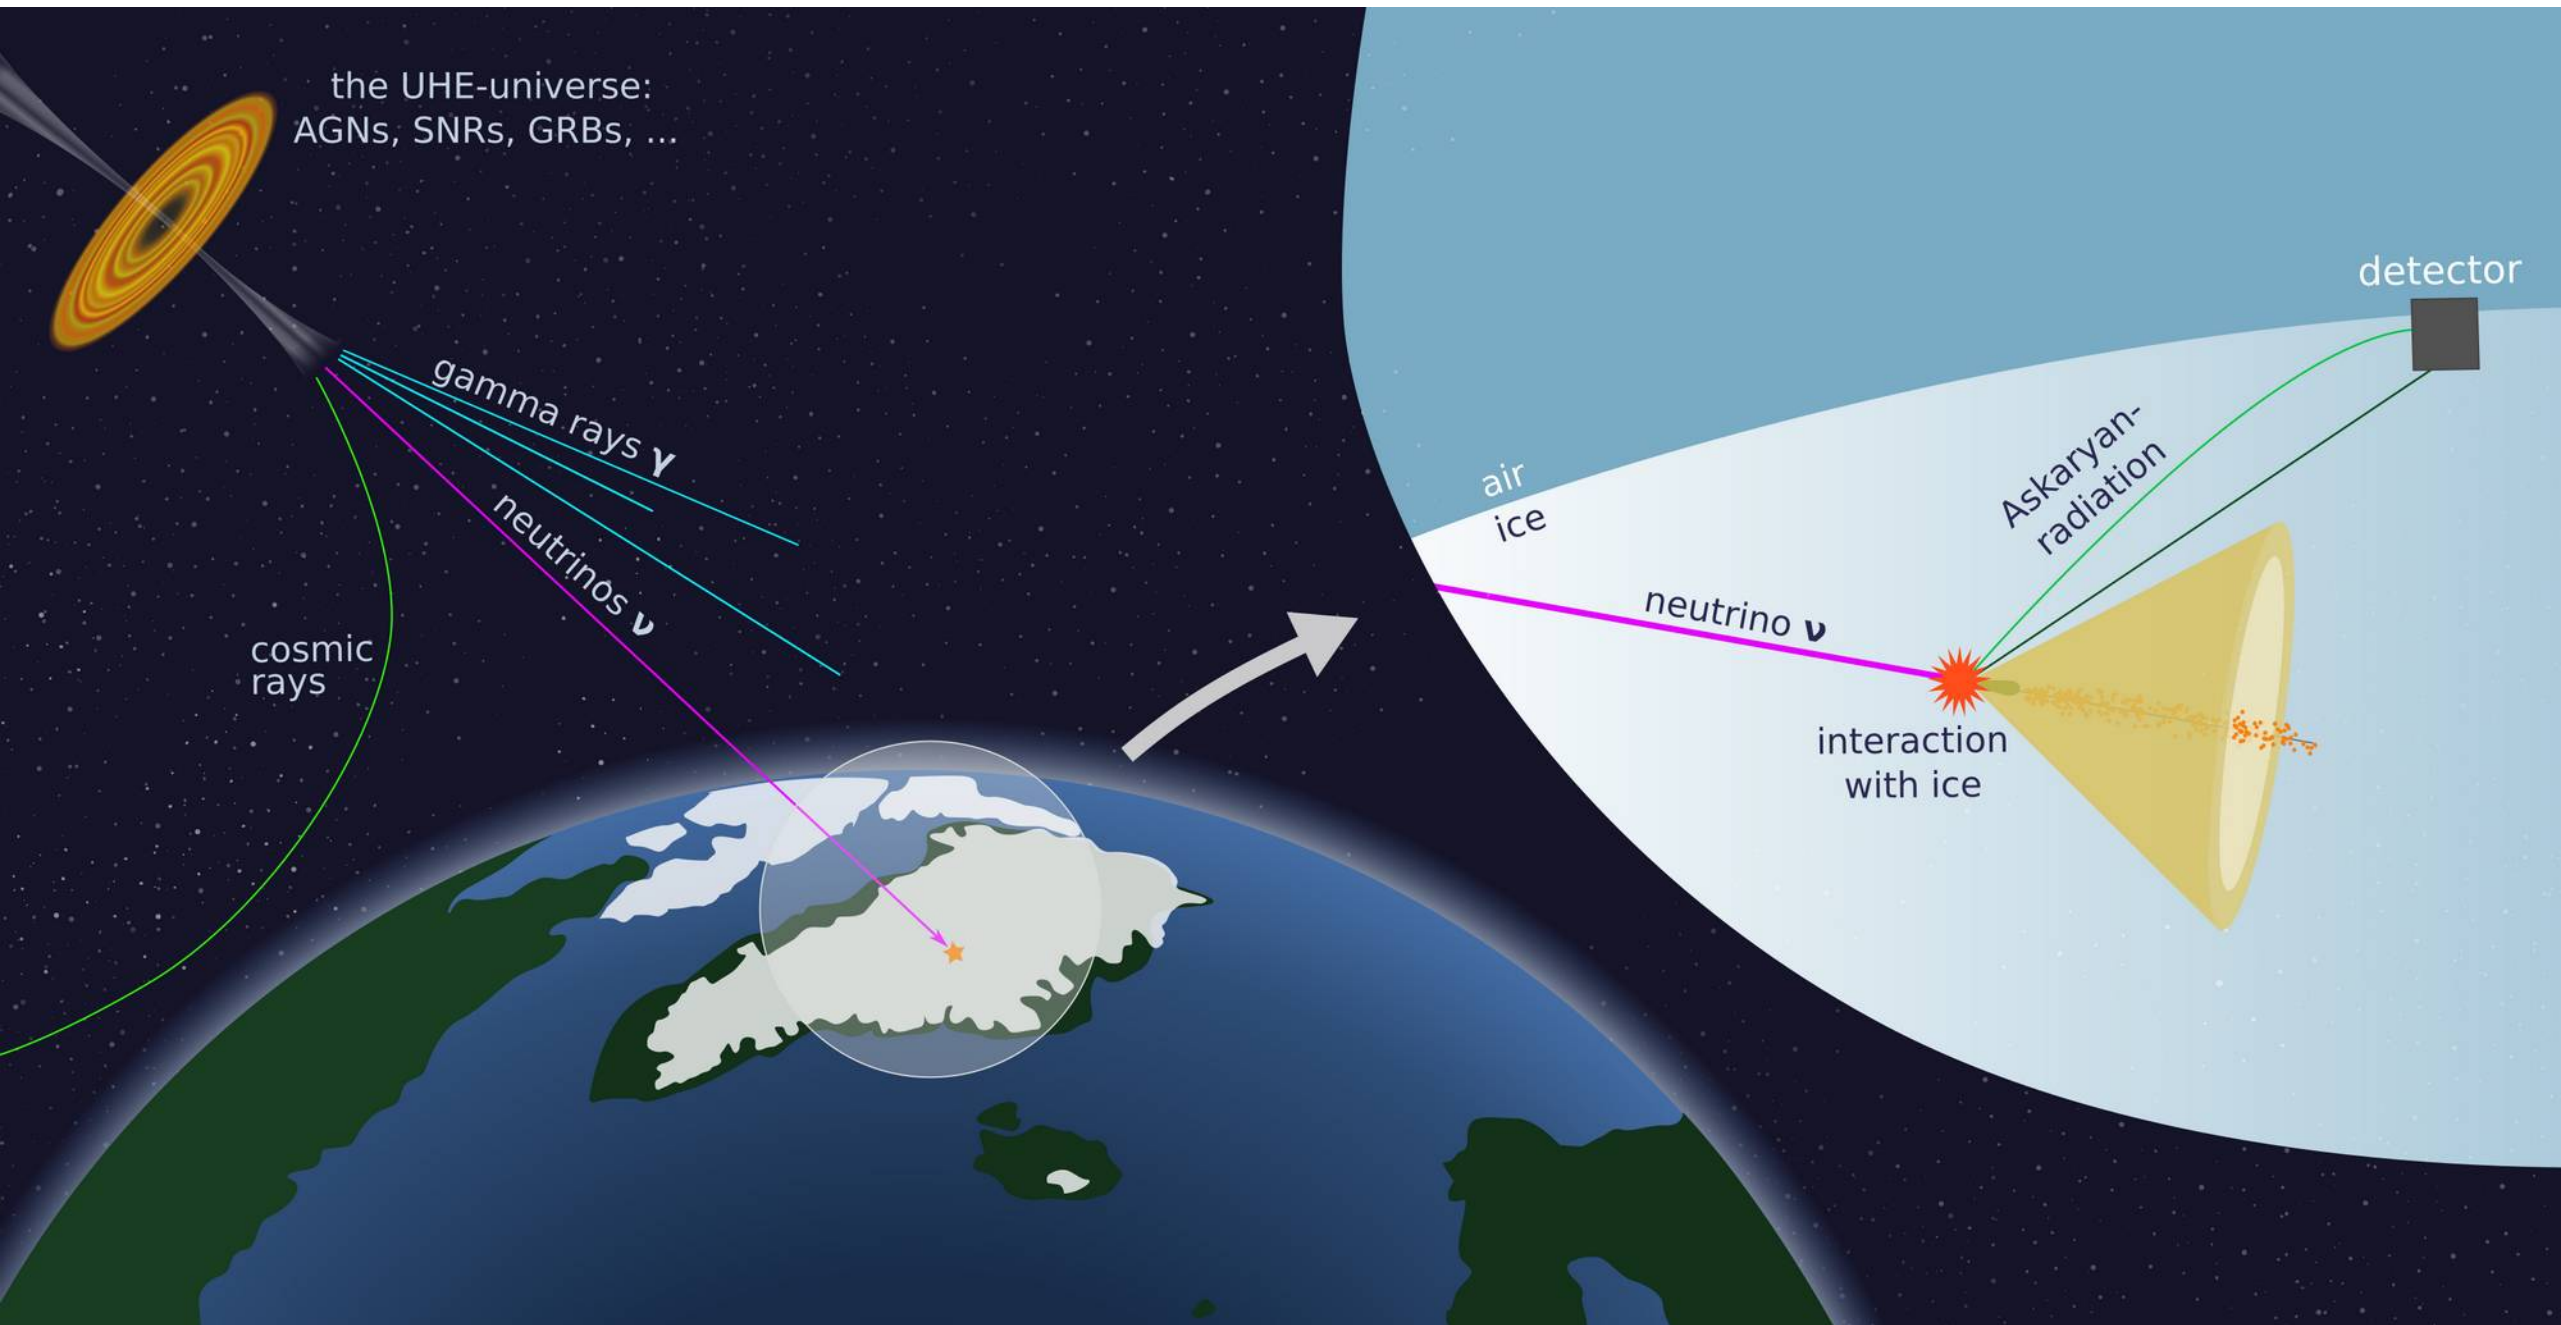 the UHE-universe:
AGNs, SNRs, GRBs, ...
gamma rays γ
neutrinos ν
cosmic
rays
detector
air
ice
Askaryan-
radiation
neutrino ν
interaction
with ice